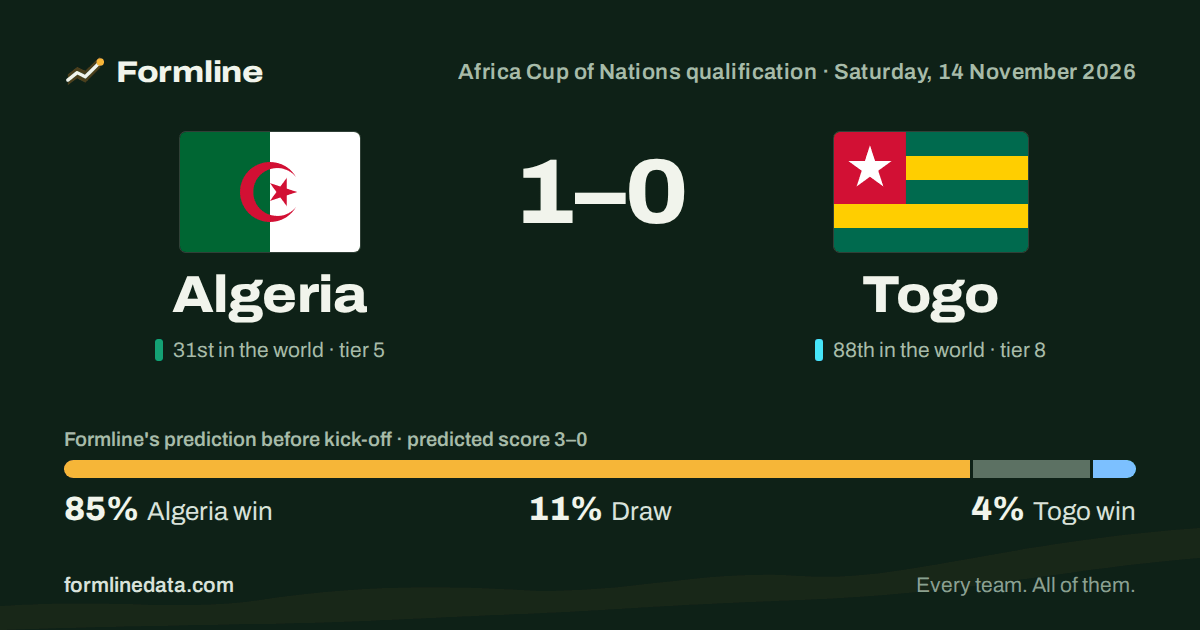 Formline
Africa Cup of Nations qualification · Saturday, 14 November 2026
1–0
Algeria
Togo
31st in the world · tier 5
88th in the world · tier 8
Formline's prediction before kick-off · predicted score 3–0
85% Algeria win
11% Draw
4% Togo win
formlinedata.com
Every team. All of them.